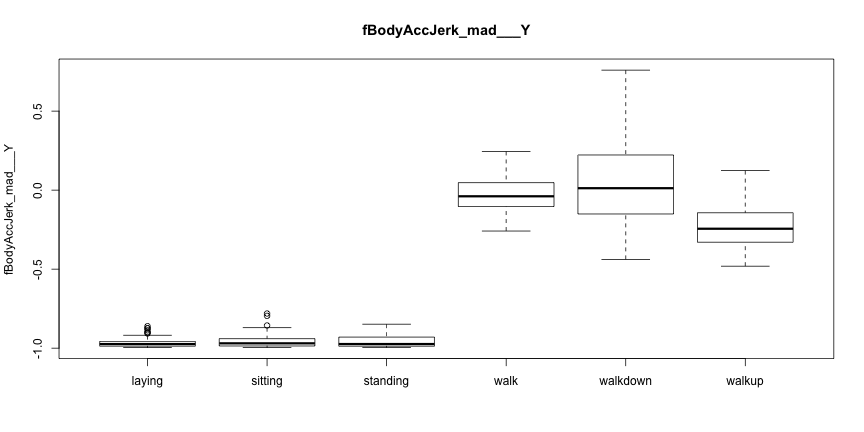 fBodyAccJerk_mad___Y
fBodyAccJerk_mad___Y
0.5
0.0
-0.5
-1.0
laying sitting standing walk walkdown walkup